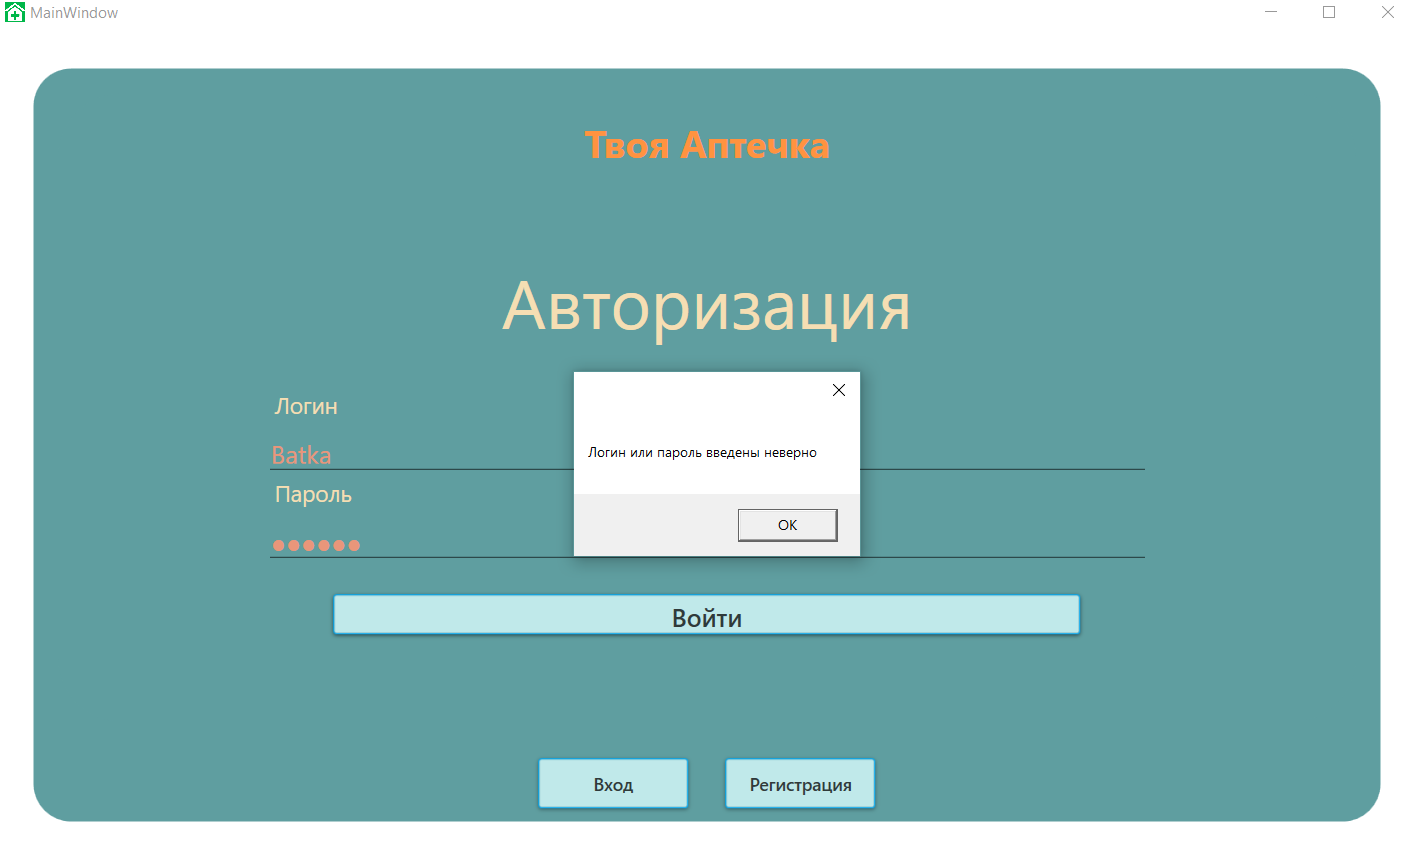 MainWindow
Твоя Аптечка
Авторизация
Логин
Batka
Пароль
Логин или пароль введены неверно
OK
Войти
Вход
Регистрация